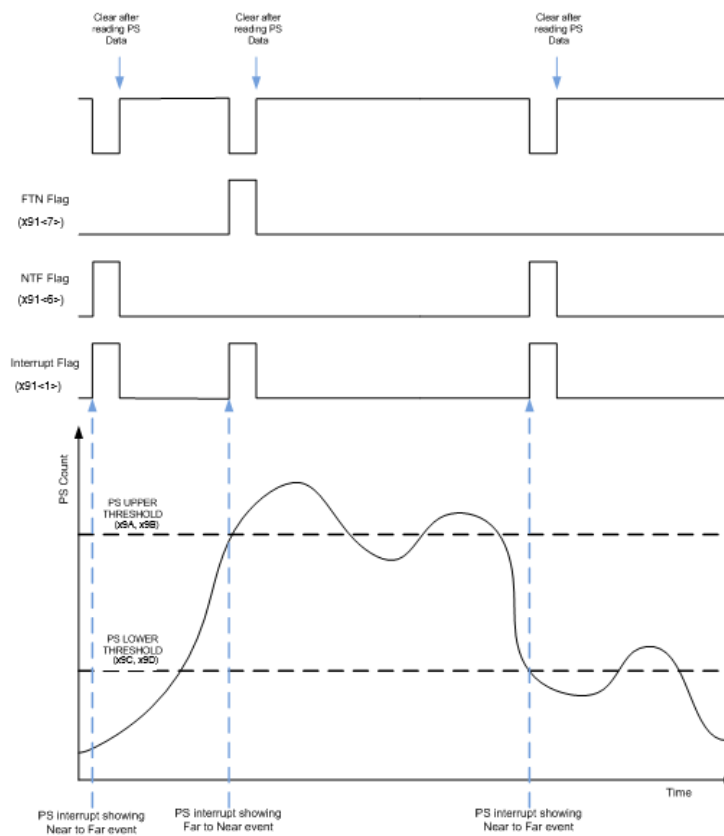 Clear after
reading PS
Data
Clear after
reading PS
Data
Clear after
reading PS
Data
FTN Flag
(x91<7>)
NTF Flag
(x91<6>)
Interrupt Flag
(x91<1>)
PS Count
PS UPPER
THRESHOLD
(x9A, x9B)
PS LOWER
THRESHOLD
(x9C, x9D)
Time
PS interrupt showing
Near to Far event
PS interrupt showing
Far to Near event
PS interrupt showing
Near to Far event